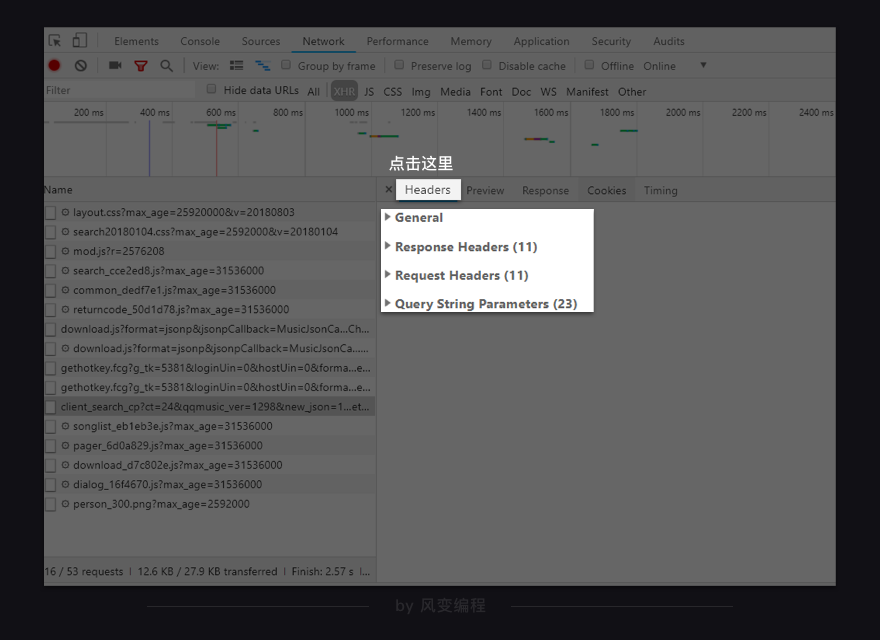 Elements Console Sources Network Performance Memory Application Security Audits
View: Group by frame Preserve log Disable cache Offline Online ▼
Filter Hide data URLs All XHR JS CSS Img Media Font Doc WS Manifest Other
200 ms 400 ms 600 ms 800 ms 1000 ms 1200 ms 1400 ms 1600 ms 1800 ms 2000 ms 2200 ms 2400 ms
点击这里
Name × Headers Preview Response Cookies Timing
layout.css?max_age=25920000&v=20180803
search20180104.css?max_age=2592000&v=20180104
mod.js?r=2576208
search_cce2ed8.js?max_age=31536000
common_dedf7e1.js?max_age=31536000
returncode_50d1d78.js?max_age=31536000
download.js?format=jsonp&jsonpCallback=MusicJsonCa...Ch...
download.js?format=jsonp&jsonpCallback=MusicJsonCa......
gethotkey.fcg?g_tk=5381&loginUin=0&hostUin=0&forma...e...
gethotkey.fcg?g_tk=5381&loginUin=0&hostUin=0&forma...e...
client_search_cp?ct=24&qqmusic_ver=1298&new_json=1...et...
songlist_eb1eb3e.js?max_age=31536000
pager_6d0a829.js?max_age=31536000
download_d7c802e.js?max_age=31536000
dialog_16f4670.js?max_age=31536000
person_300.png?max_age=2592000
General
Response Headers (11)
Request Headers (11)
Query String Parameters (23)
16 / 53 requests | 12.6 KB / 27.9 KB transferred | Finish: 2.57 s |...
by 风变编程